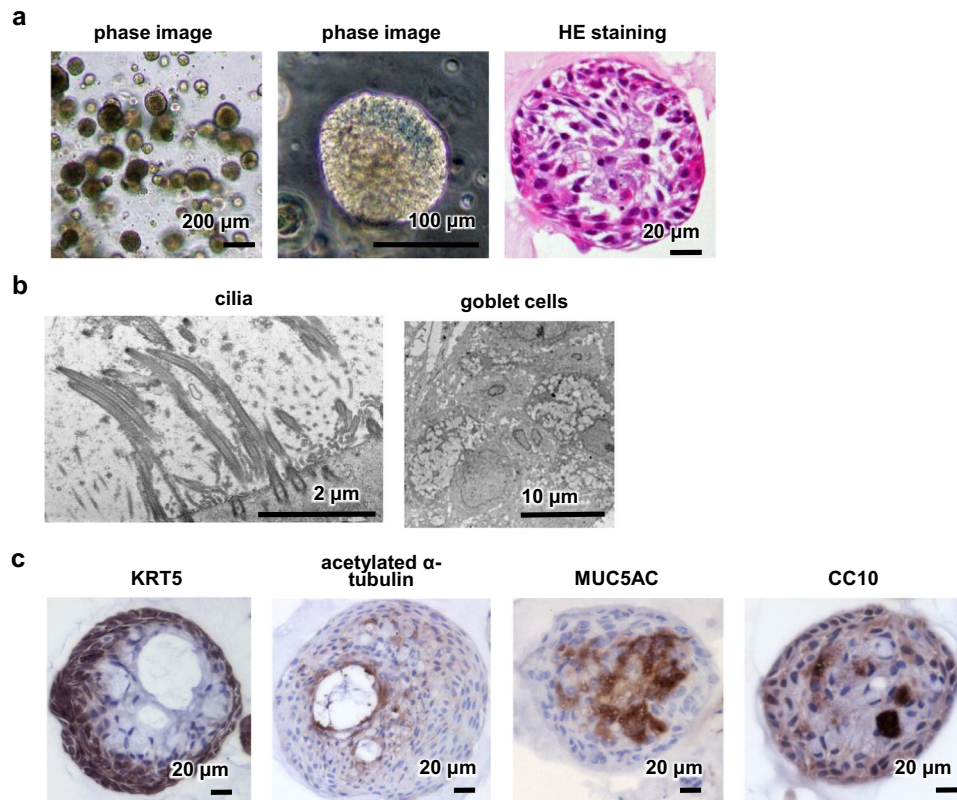 a
phase image
phase image
HE staining
200 µm
100 µm
20 µm
b
cilia
goblet cells
2 µm
10 µm
c
KRT5
acetylated α-
tubulin
MUC5AC
CC10
20 µm
20 µm
20 µm
20 µm